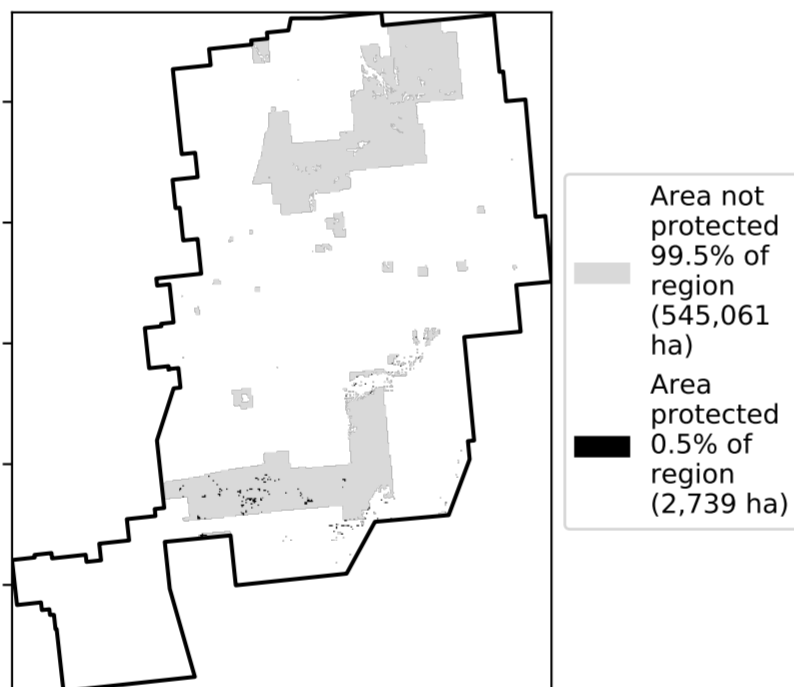 Area not
protected
99.5% of
region
(545,061
ha)
Area
protected
0.5% of
region
(2,739 ha)